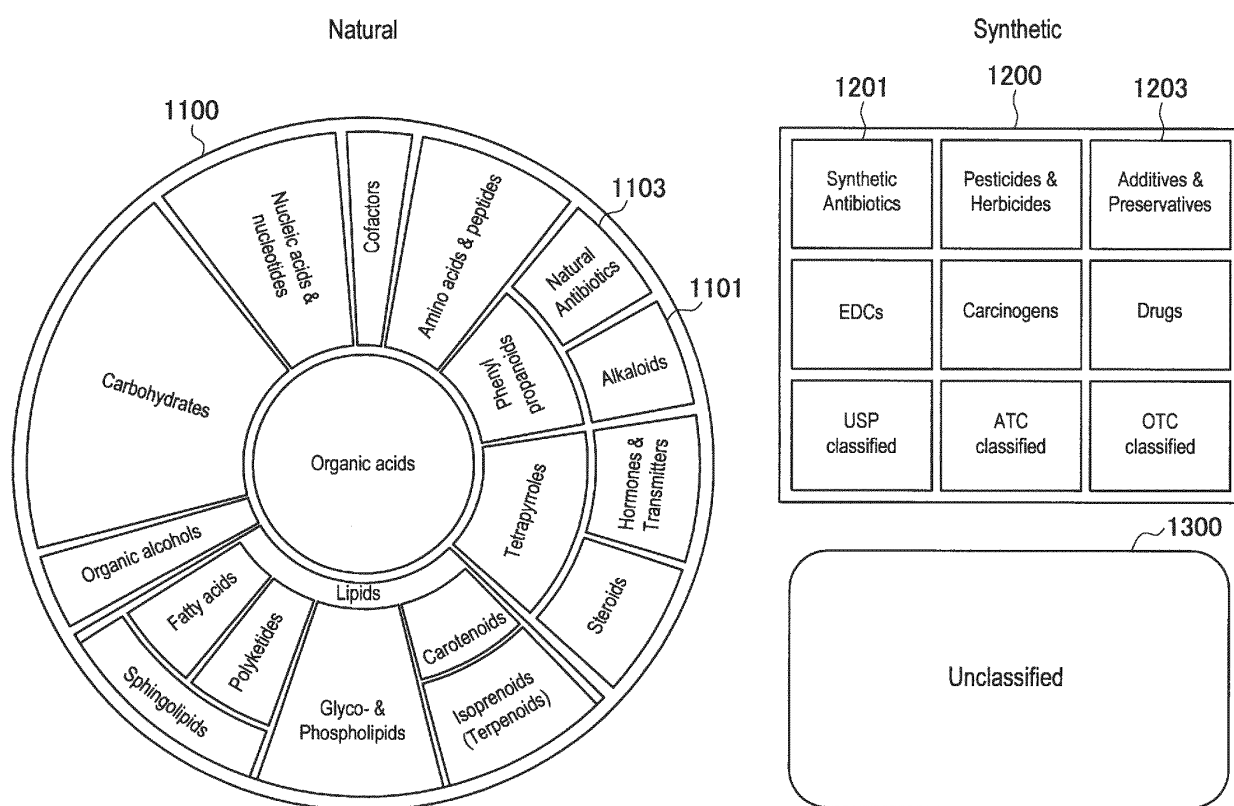 Natural
Synthetic
1100
1201
1200
1203
Nucleic acids &
nucleotides
Cofactors
Amino acids & peptides
1103
Natural
Antibiotics
1101
Alkaloids
Phenyl
propanoids
Carbohydrates
Organic acids
Hormones &
Transmitters
Tetrapyrroles
Steroids
Organic alcohols
Lipids
Fatty acids
Polyketides
Sphingolipids
Glyco- &
Phospholipids
Carotenoids
Isoprenoids
(Terpenoids)
Synthetic
Antibiotics
Pesticides &
Herbicides
Additives &
Preservatives
EDCs
Carcinogens
Drugs
USP
classified
ATC
classified
OTC
classified
1300
Unclassified